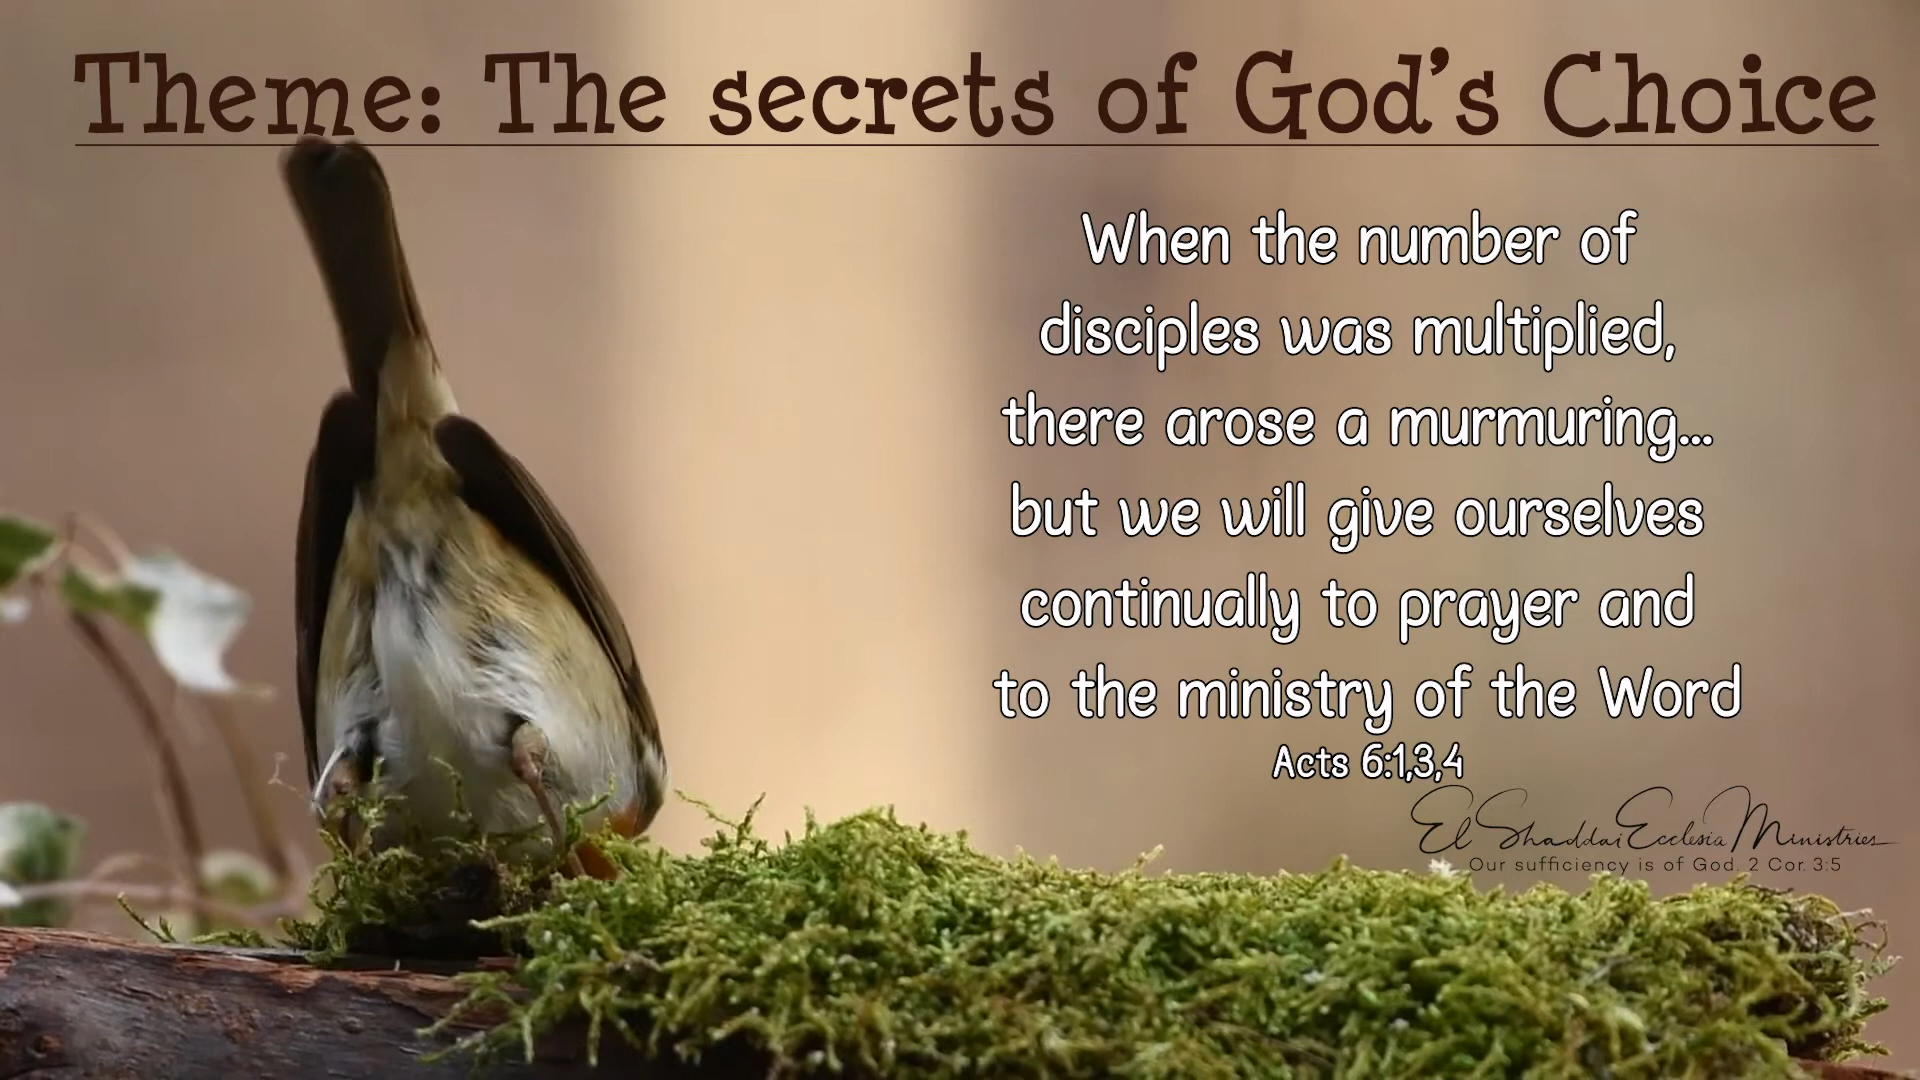 Theme: The secrets of God's Choice
When the number of
disciples was multiplied,
there arose a murmuring...
but we will give ourselves
continually to prayer and
to the ministry of the Word
Acts 6:1,3,4
El Shaddai Ecclesia Ministries
Our sufficiency is of God. 2 Cor. 3:5